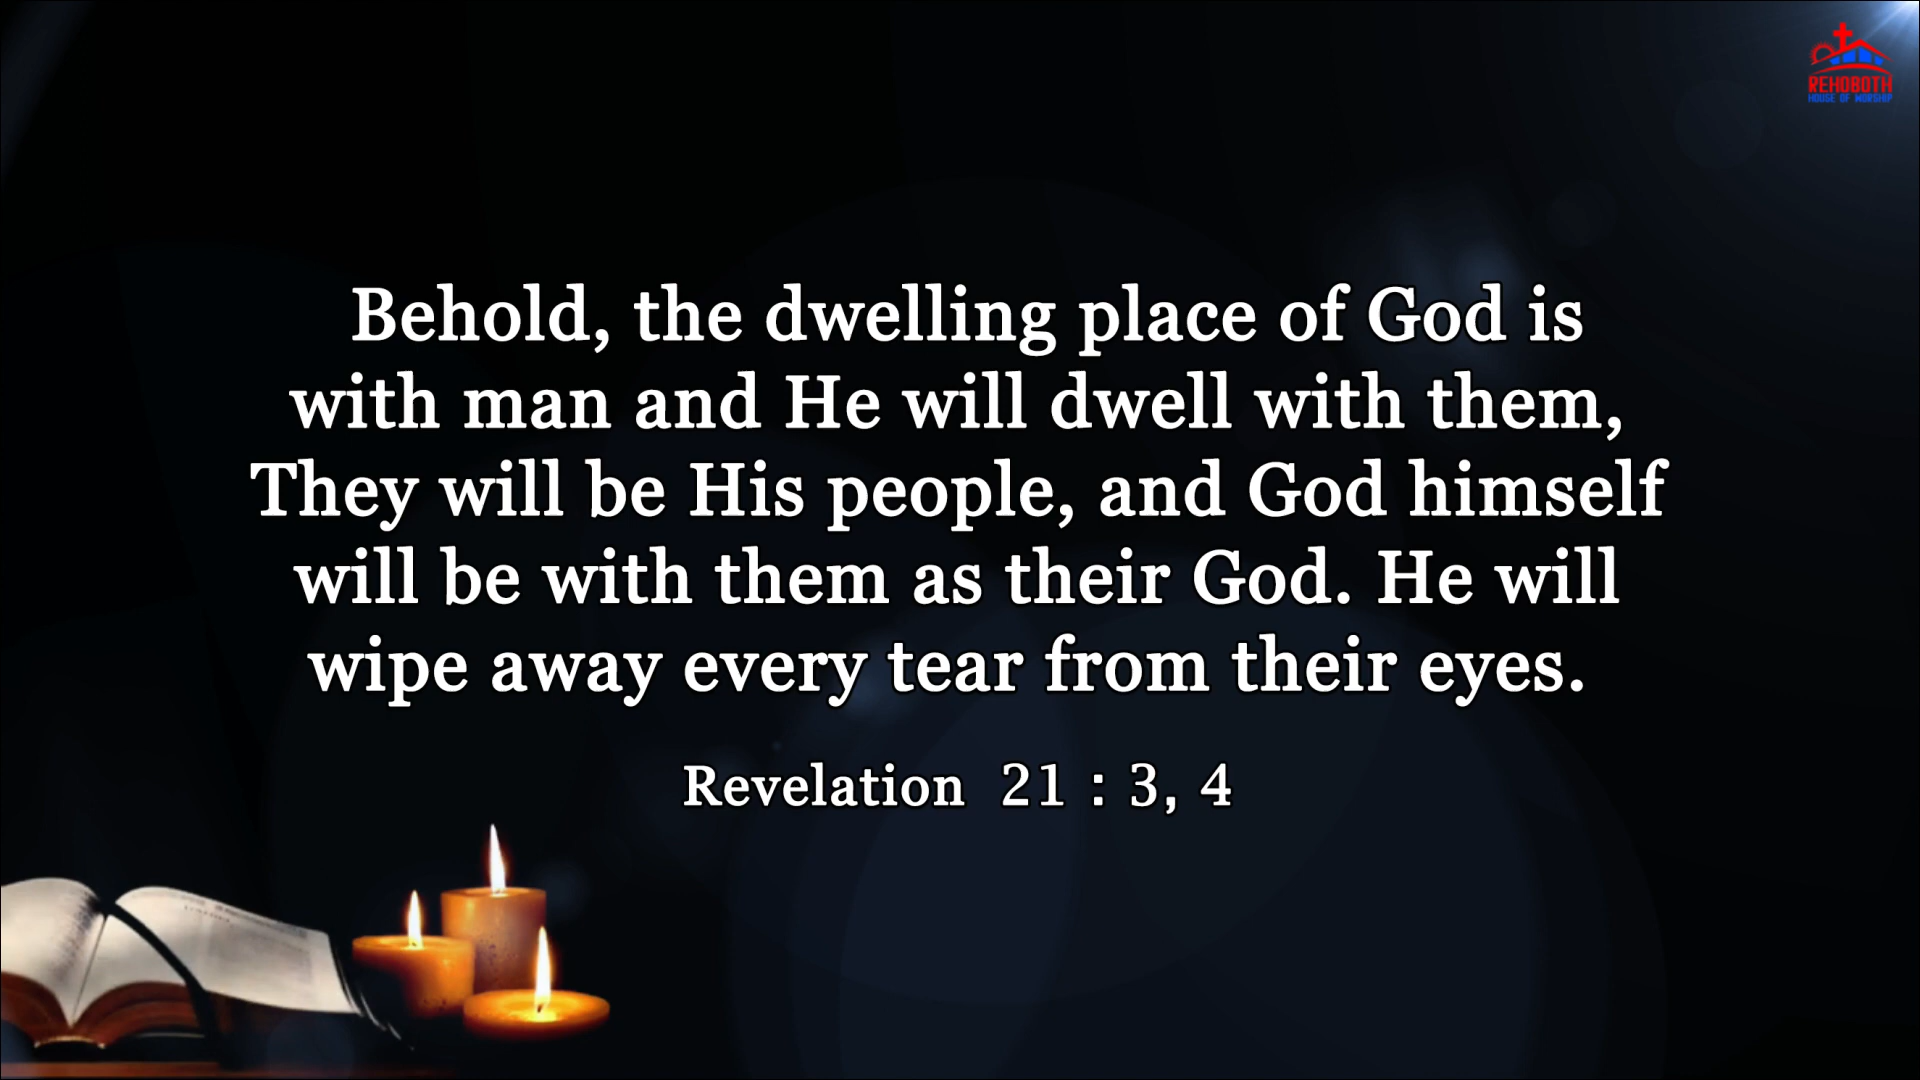 REHOBOTH
HOUSE OF WORSHIP
Behold, the dwelling place of God is
with man and He will dwell with them,
They will be His people, and God himself
will be with them as their God. He will
wipe away every tear from their eyes.
Revelation 21 : 3, 4